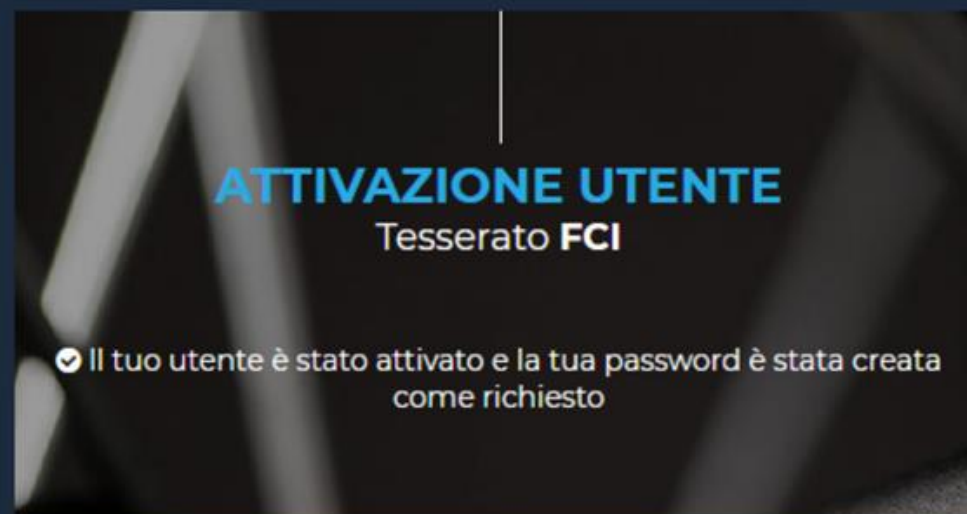 ATTIVAZIONE UTENTE
Tesserato FCI
Il tuo utente è stato attivato e la tua password è stata creata
come richiesto